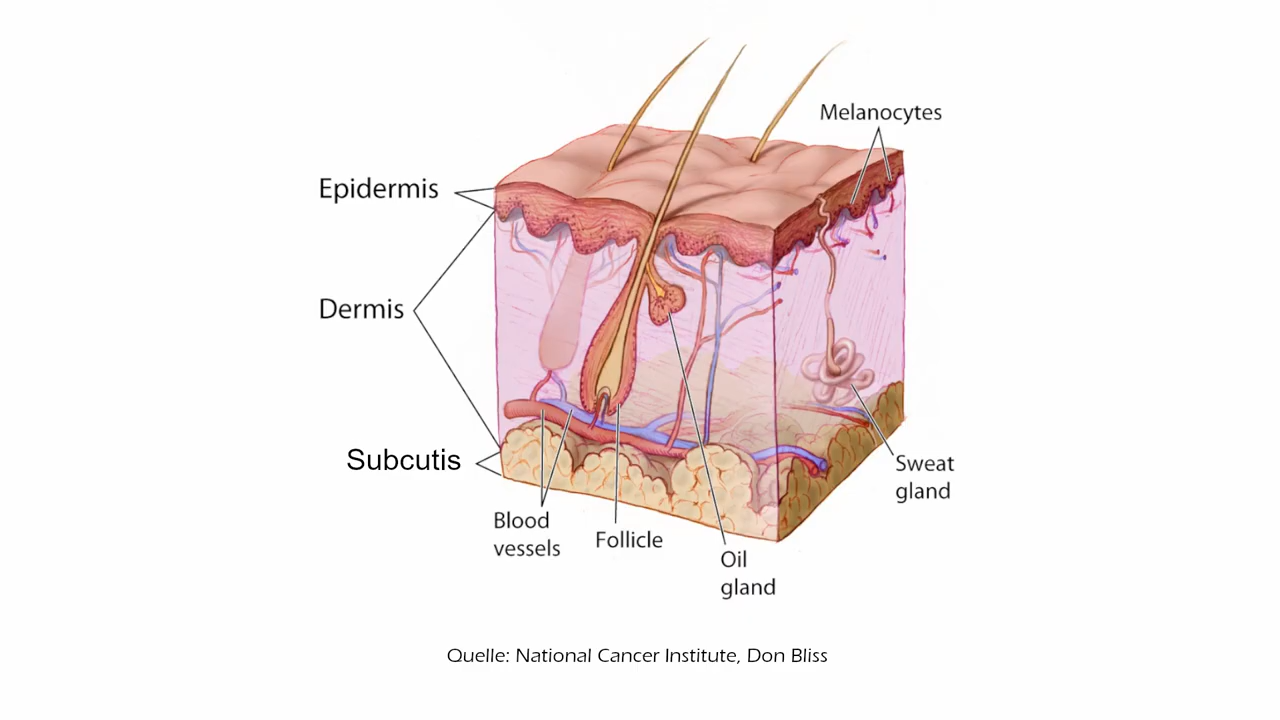 Melanocytes
Epidermis
Dermis
Subcutis
Sweat
gland
Blood
vessels
Follicle
Oil
gland
Quelle: National Cancer Institute, Don Bliss